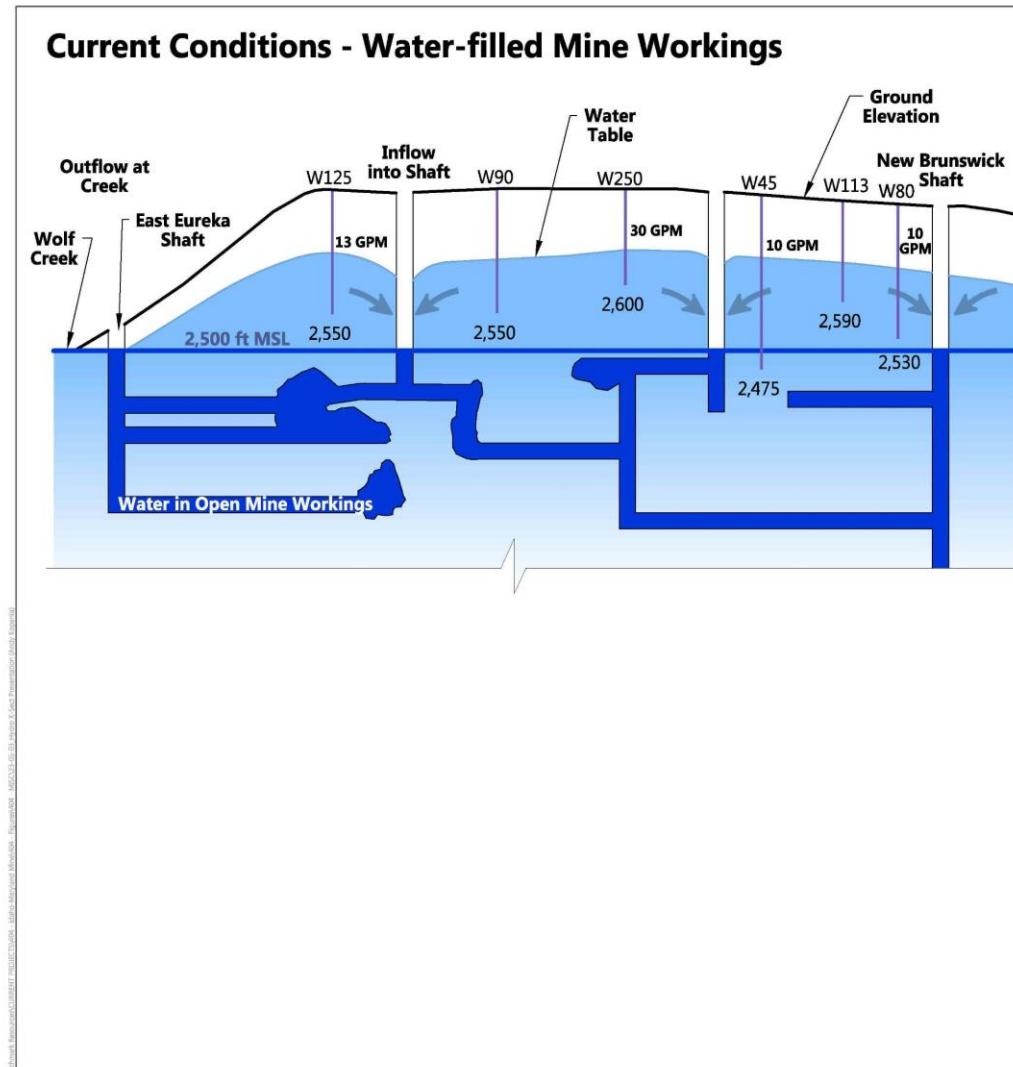 Current Conditions - Water-filled Mine Workings
Ground
Elevation
Water
Table
Inflow
into Shaft
New Brunswick
Shaft
Outflow at
Creek
East Eureka
Shaft
Wolf
Creek
W125
W90
W250
W45
W113
W80
13 GPM
30 GPM
10 GPM
10
GPM
2,500 ft MSL
2,550
2,550
2,600
2,475
2,590
2,530
Water in Open Mine Workings